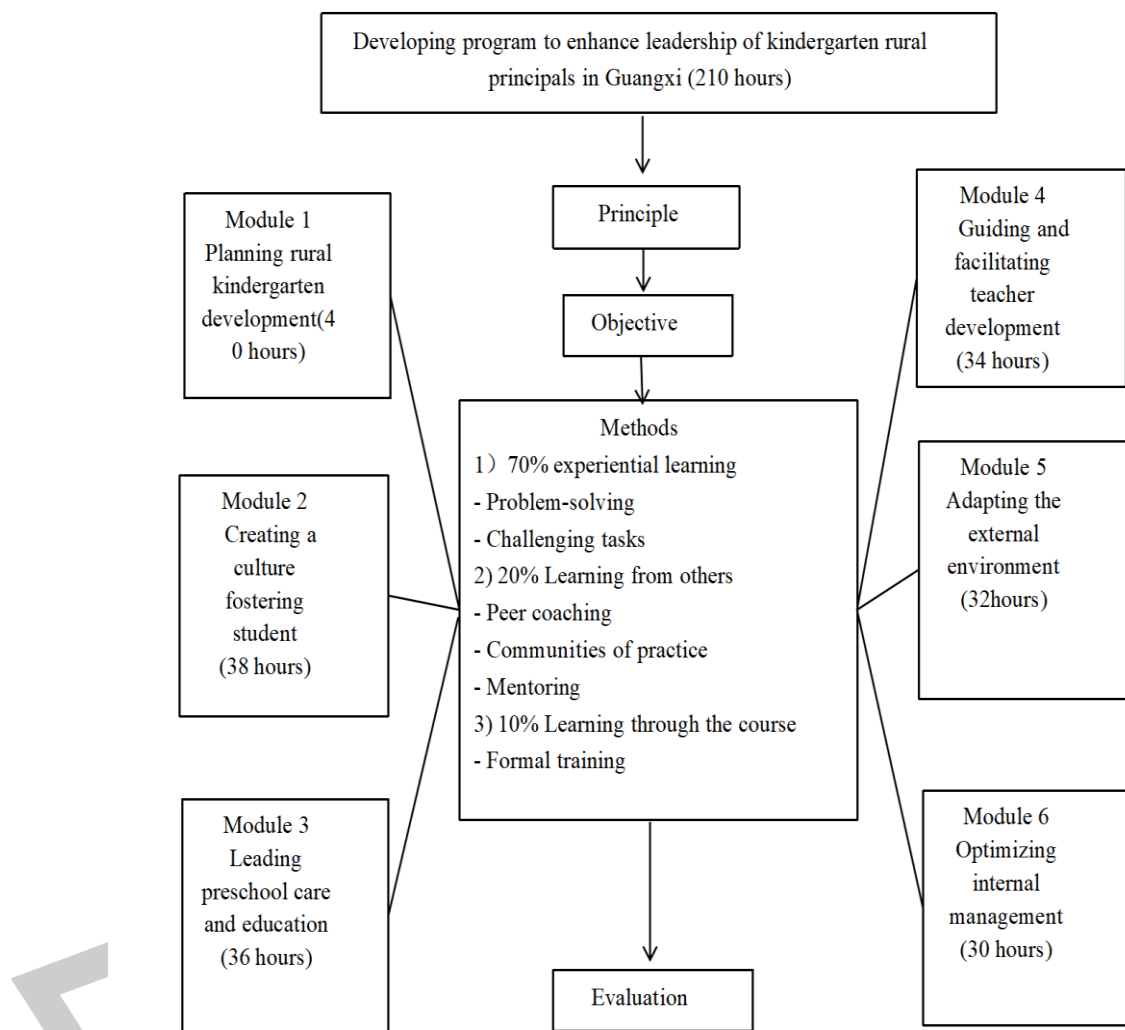 Developing program to enhance leadership of kindergarten rural
principals in Guangxi (210 hours)
Principle
Objective
Module 1
Planning rural
kindergarten
development(4
0 hours)
Module 2
Creating a
culture
fostering
student
(38 hours)
Module 3
Leading
preschool care
and education
(36 hours)
Methods
1）70% experiential learning
- Problem-solving
- Challenging tasks
2) 20% Learning from others
- Peer coaching
- Communities of practice
- Mentoring
3) 10% Learning through the course
- Formal training
Module 4
Guiding and
facilitating
teacher
development
(34 hours)
Module 5
Adapting the
external
environment
(32hours)
Module 6
Optimizing
internal
management
(30 hours)
Evaluation